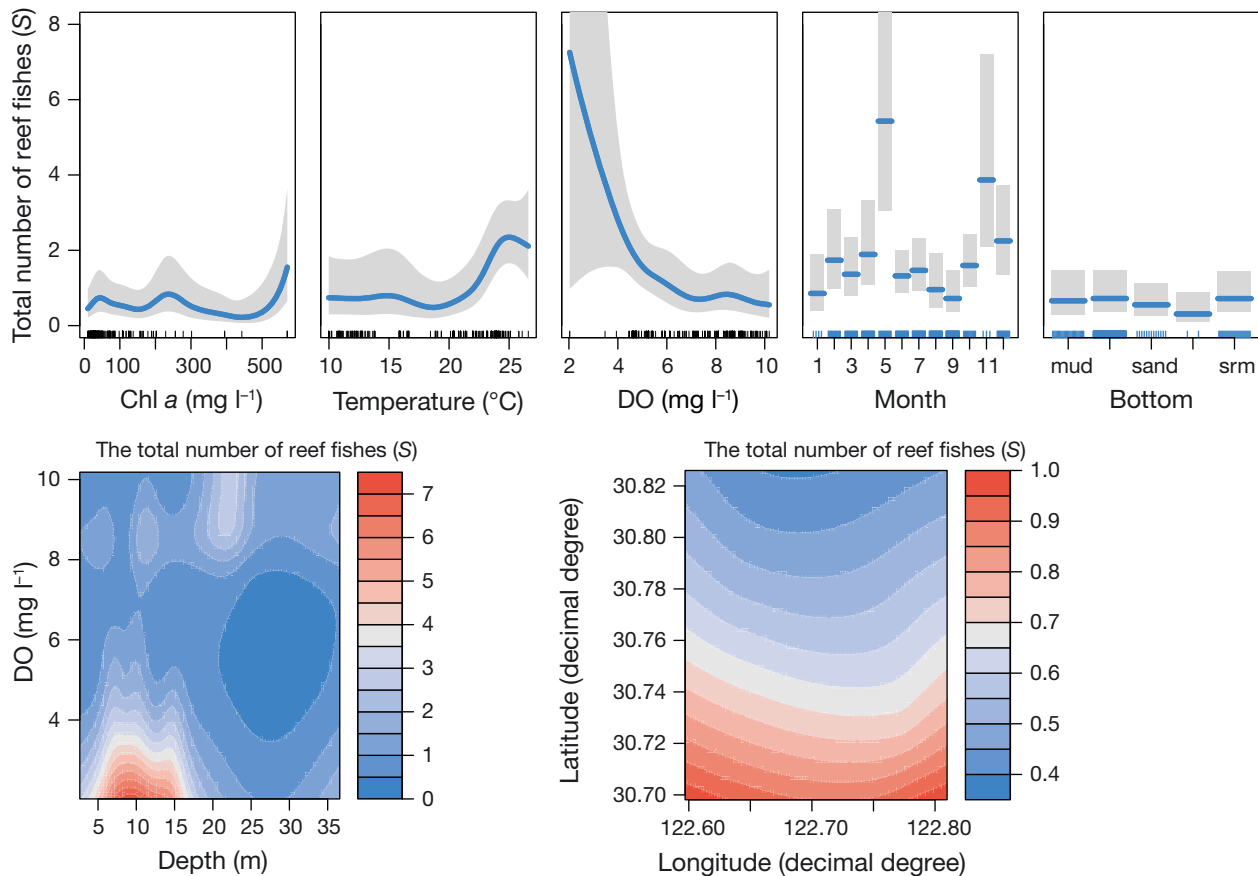 Total number of reef fishes (S)
8
6
4
2
0
0 100 300 500
Chl a (mg l⁻¹)
10 15 20 25
Temperature (°C)
2 4 6 8 10
DO (mg l⁻¹)
1 3 5 7 9 11
Month
mud sand srm
Bottom
The total number of reef fishes (S)
10
8
6
4
DO (mg l⁻¹)
5 10 15 20 25 30 35
Depth (m)
7
6
5
4
3
2
1
0
The total number of reef fishes (S)
30.82
30.80
30.78
30.76
30.74
30.72
30.70
Latitude (decimal degree)
122.60 122.70 122.80
Longitude (decimal degree)
1.0
0.9
0.8
0.7
0.6
0.5
0.4